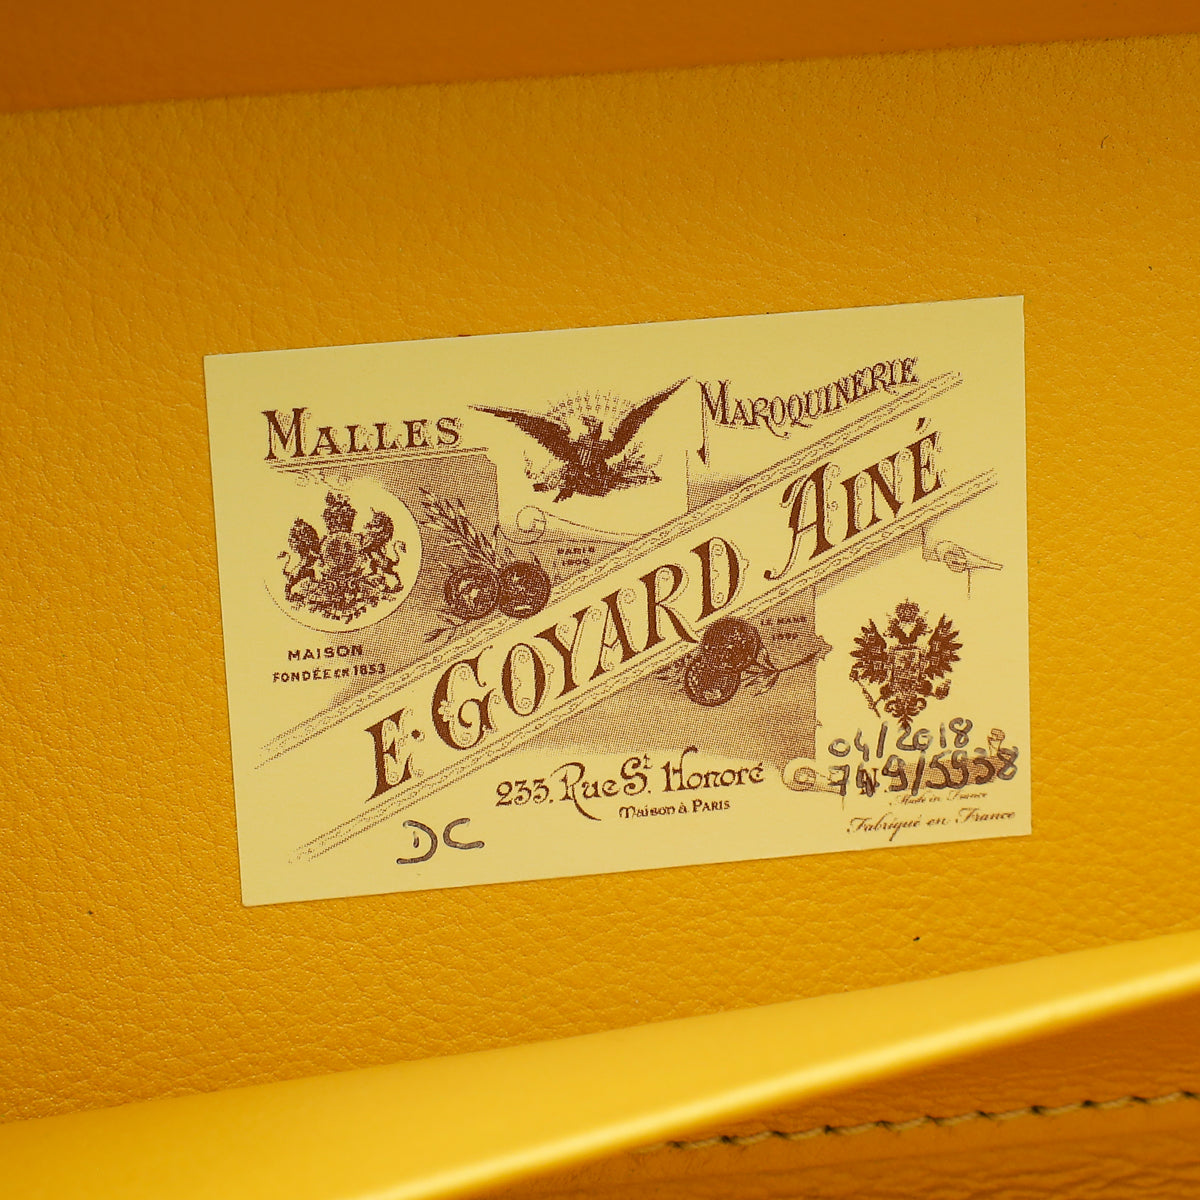 MALLES
MAROQUINERIE
PARIS
1900
E. GOYARD AINÉ
LE MANS
1899
MAISON
FONDÉE EN 1853
233. Rue St. Honoré
Maison à PARIS
04/2018
Made in France
Fabriqué en France
DC